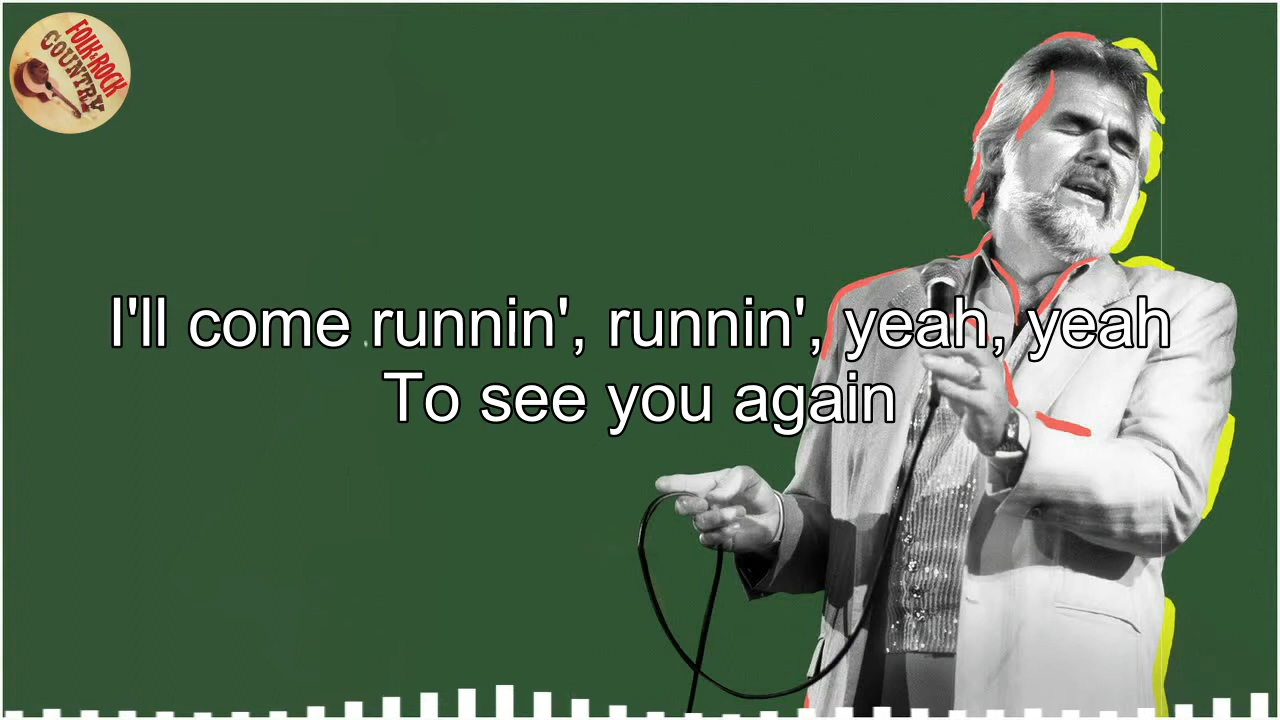 FOLK & ROCK
COUNTRY
I'll come runnin', runnin', yeah, yeah
To see you again